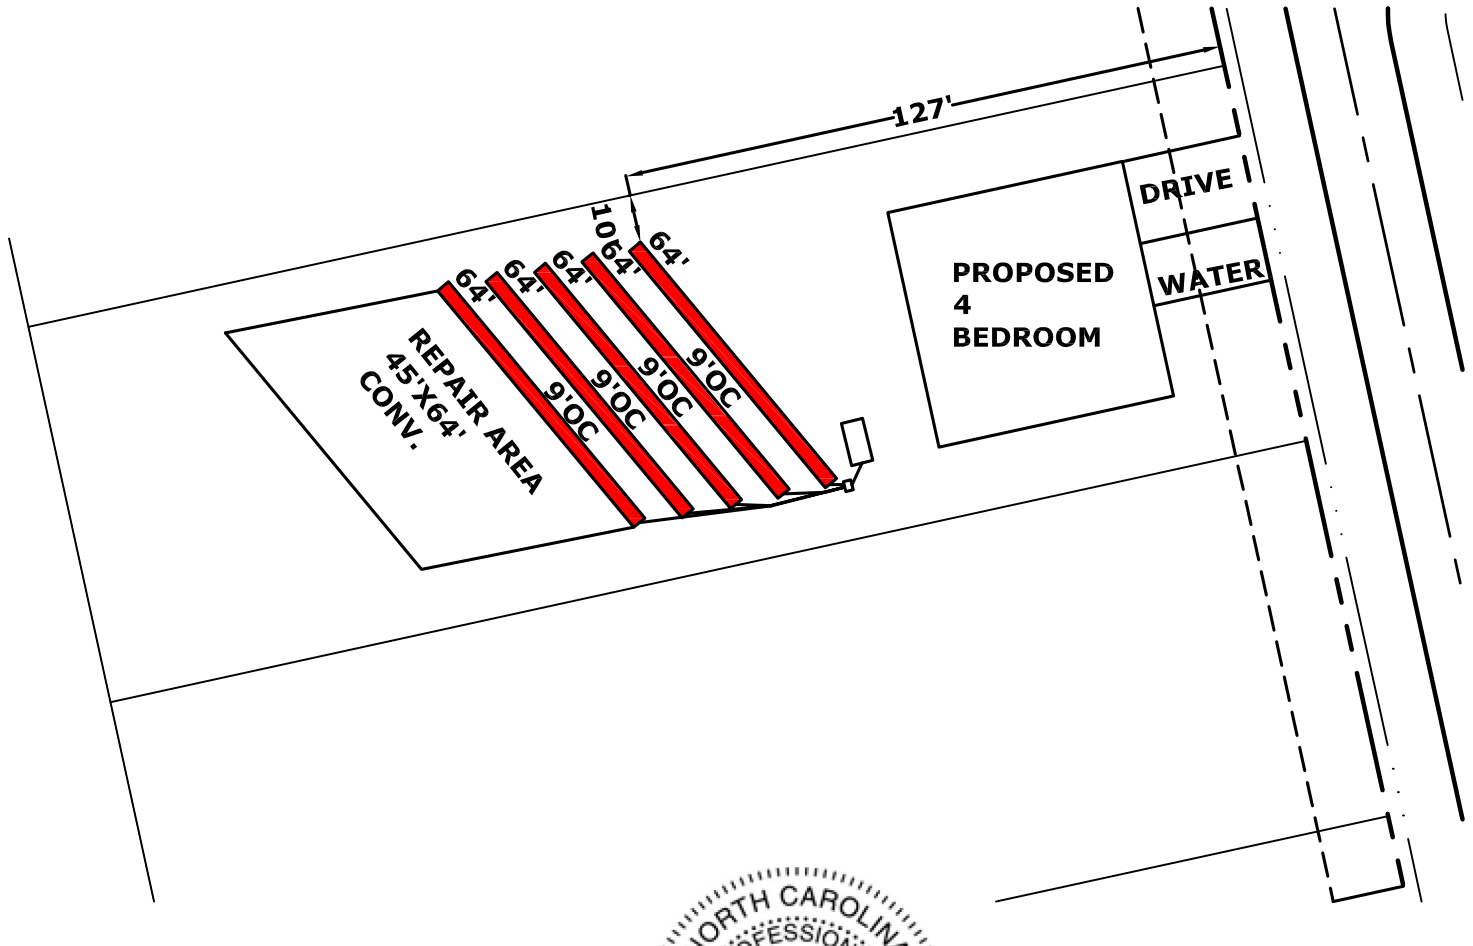 127'
DRIVE
WATER
PROPOSED
4
BEDROOM
10'
64'
64'
64'
64'
64'
9'OC
9'OC
9'OC
9'OC
REPAIR AREA
45'X64'
CONV.
NORTH CAROLINA